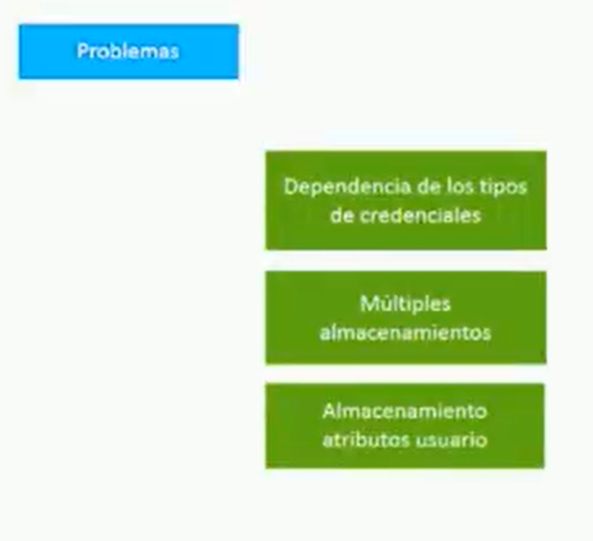 Problemas
Dependencia de los tipos
de credenciales
Múltiples
almacenamientos
Almacenamiento
atributos usuario